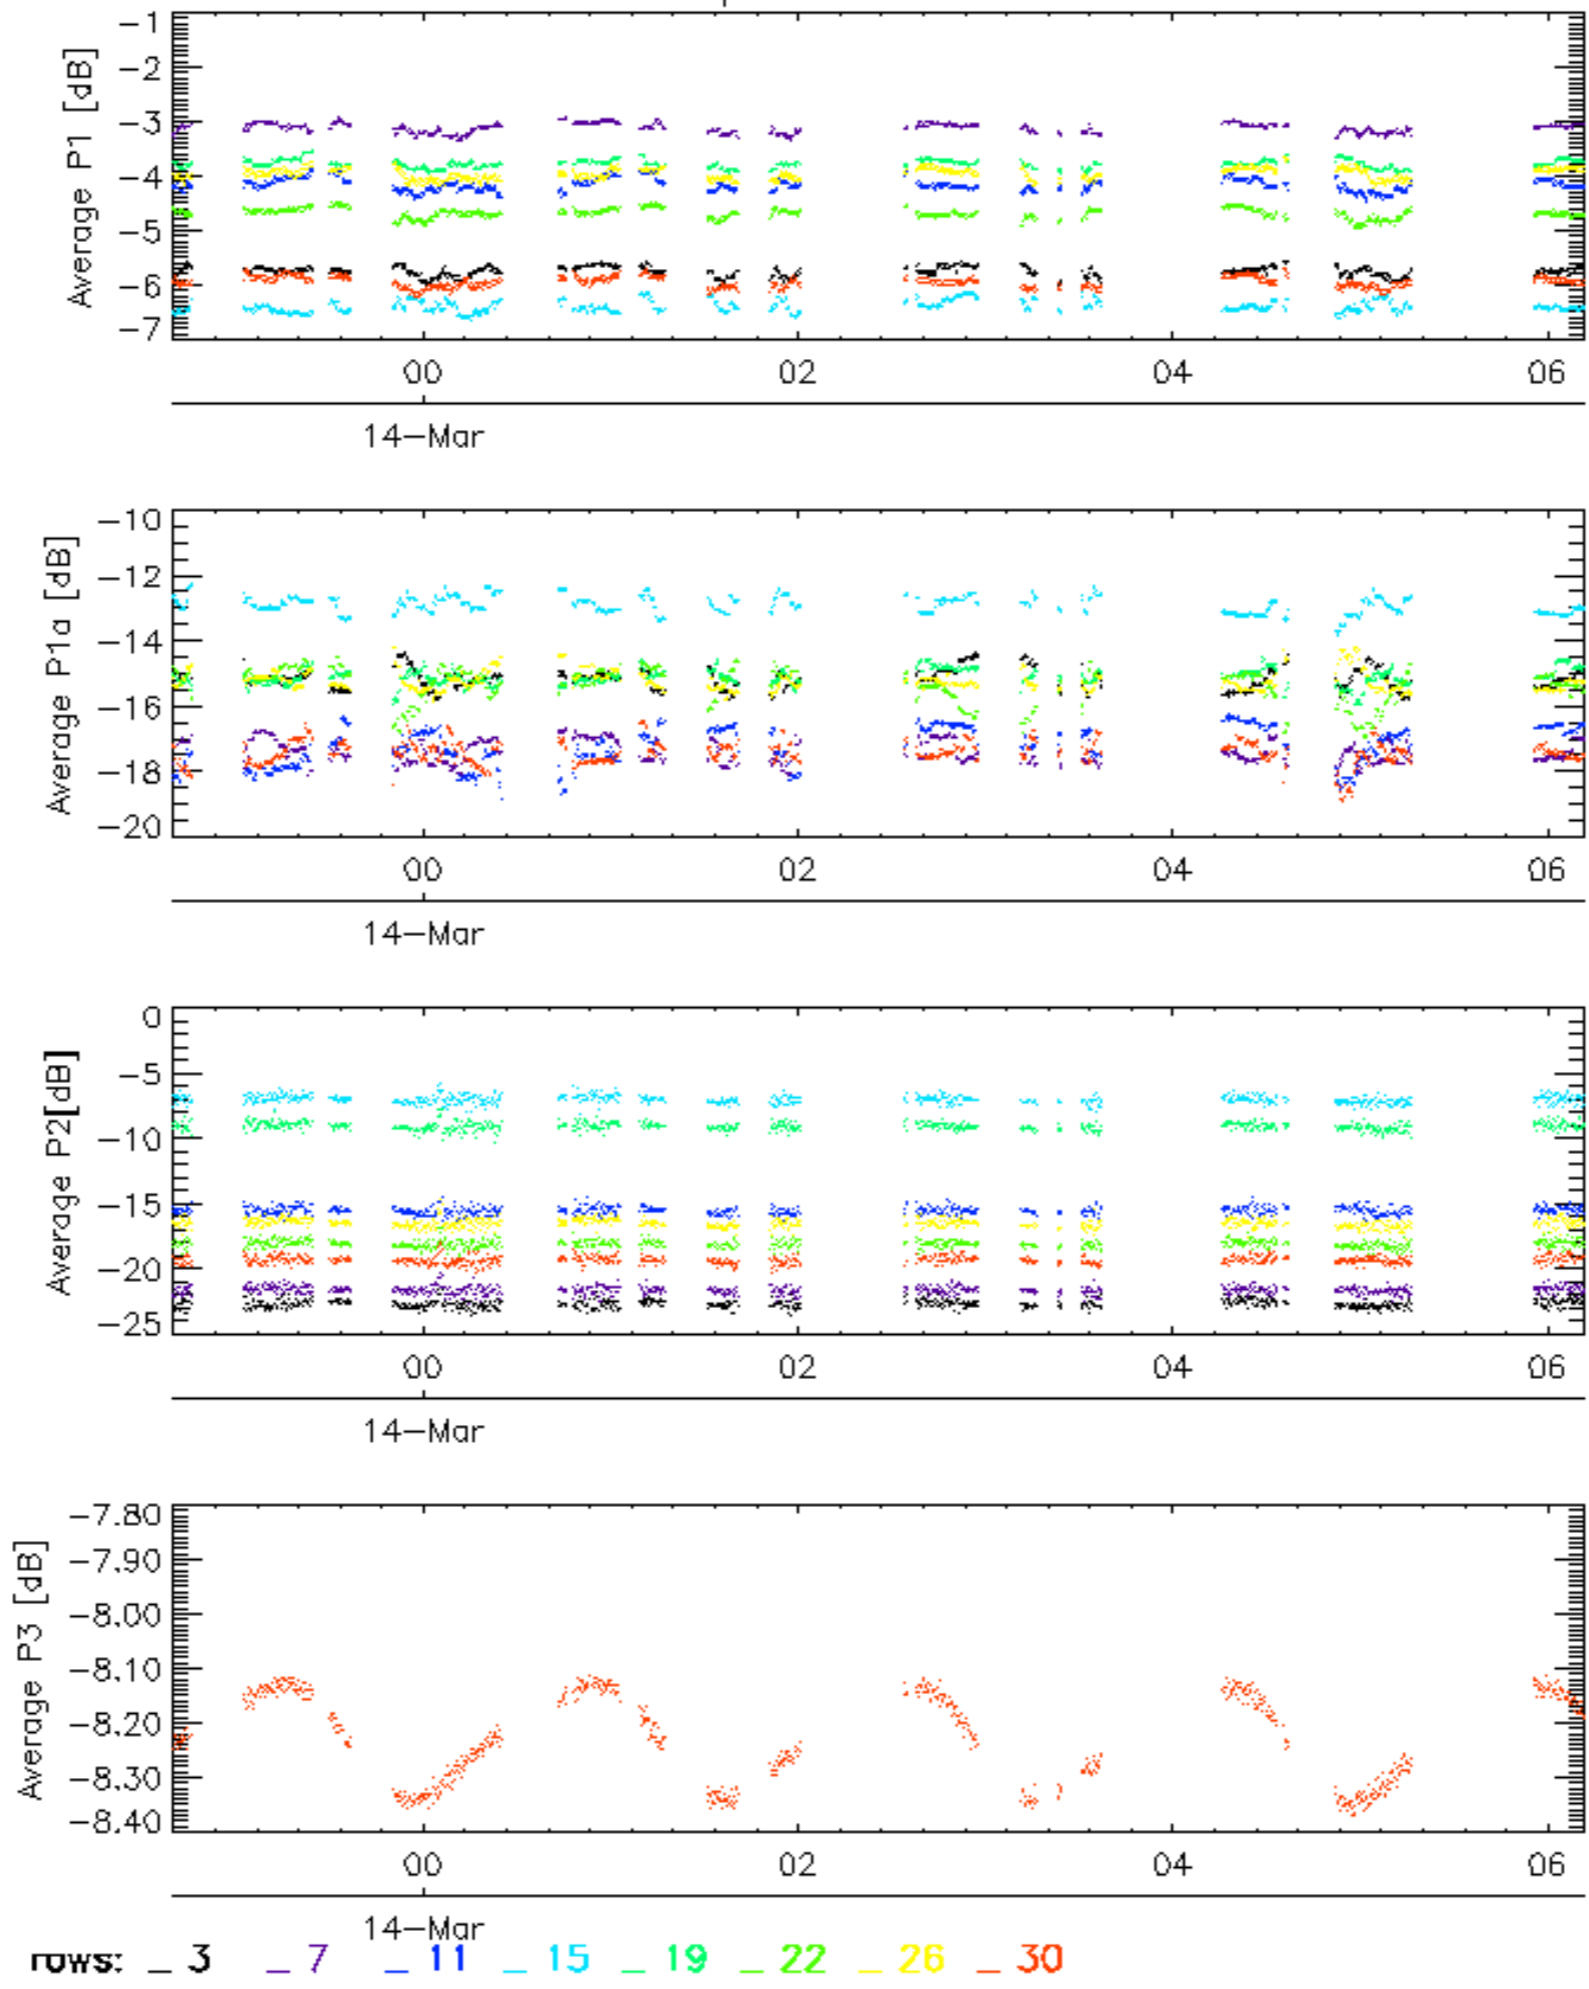 Average P1 [dB]
-1
-2
-3
-4
-5
-6
-7
00 02 04 06
14-Mar
Average P1a [dB]
-10
-12
-14
-16
-18
-20
00 02 04 06
14-Mar
Average P2[dB]
0
-5
-10
-15
-20
-25
00 02 04 06
14-Mar
Average P3 [dB]
-7.80
-7.90
-8.00
-8.10
-8.20
-8.30
-8.40
00 02 04 06
14-Mar
rows: _ 3 _ 7 _ 11 _ 15 _ 19 _ 22 _ 26 _ 30